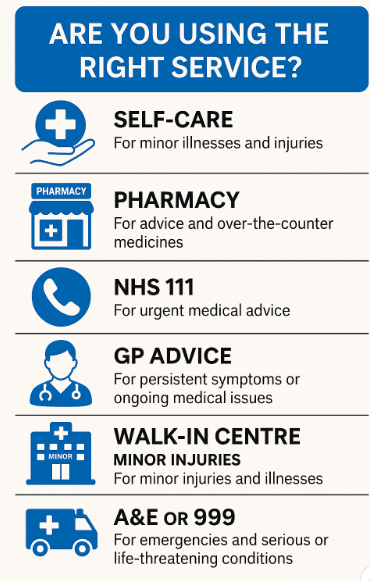 ARE YOU USING THE
RIGHT SERVICE?
SELF-CARE
For minor illnesses and injuries
PHARMACY
PHARMACY
For advice and over-the-counter
medicines
NHS 111
For urgent medical advice
GP ADVICE
For persistent symptoms or
ongoing medical issues
MINOR
WALK-IN CENTRE
MINOR INJURIES
For minor injuries and illnesses
A&E OR 999
For emergencies and serious or
life-threatening conditions